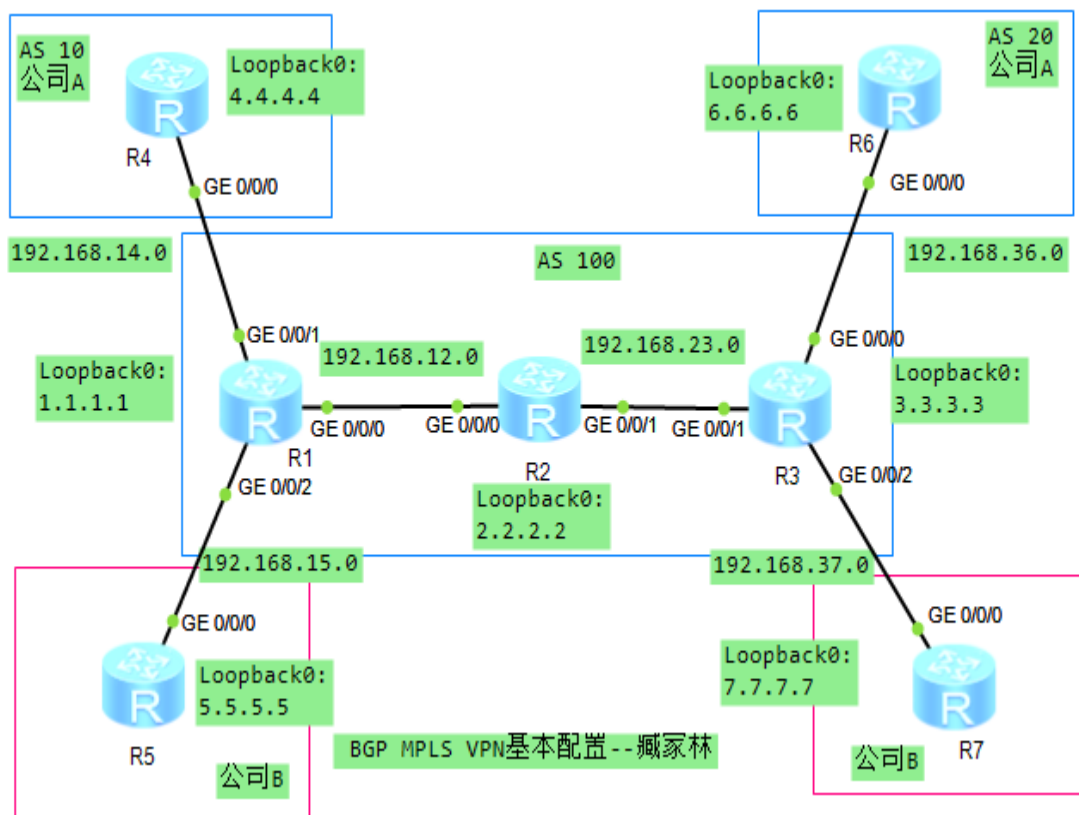 AS 10
公司A
Loopback0:
4.4.4.4
R4
GE 0/0/0
Loopback0:
6.6.6.6
AS 20
公司A
R6
GE 0/0/0
192.168.14.0
AS 100
192.168.36.0
GE 0/0/1
192.168.12.0
192.168.23.0
GE 0/0/0
Loopback0:
1.1.1.1
Loopback0:
3.3.3.3
GE 0/0/0
GE 0/0/0
GE 0/0/1
GE 0/0/1
R1
R2
R3
GE 0/0/2
GE 0/0/2
Loopback0:
2.2.2.2
192.168.15.0
192.168.37.0
GE 0/0/0
GE 0/0/0
Loopback0:
5.5.5.5
Loopback0:
7.7.7.7
R5
R7
BGP MPLS VPN基本配置--臧家林
公司B
公司B